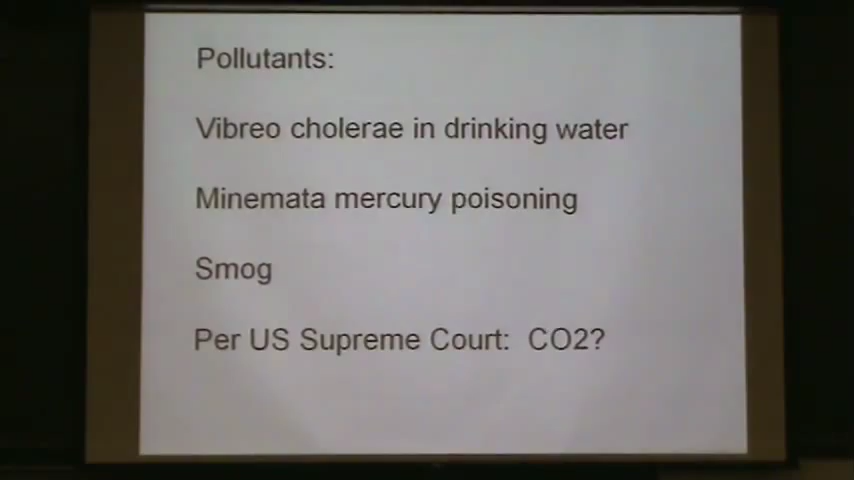 Pollutants:
Vibreo cholerae in drinking water
Minemata mercury poisoning
Smog
Per US Supreme Court: CO2?